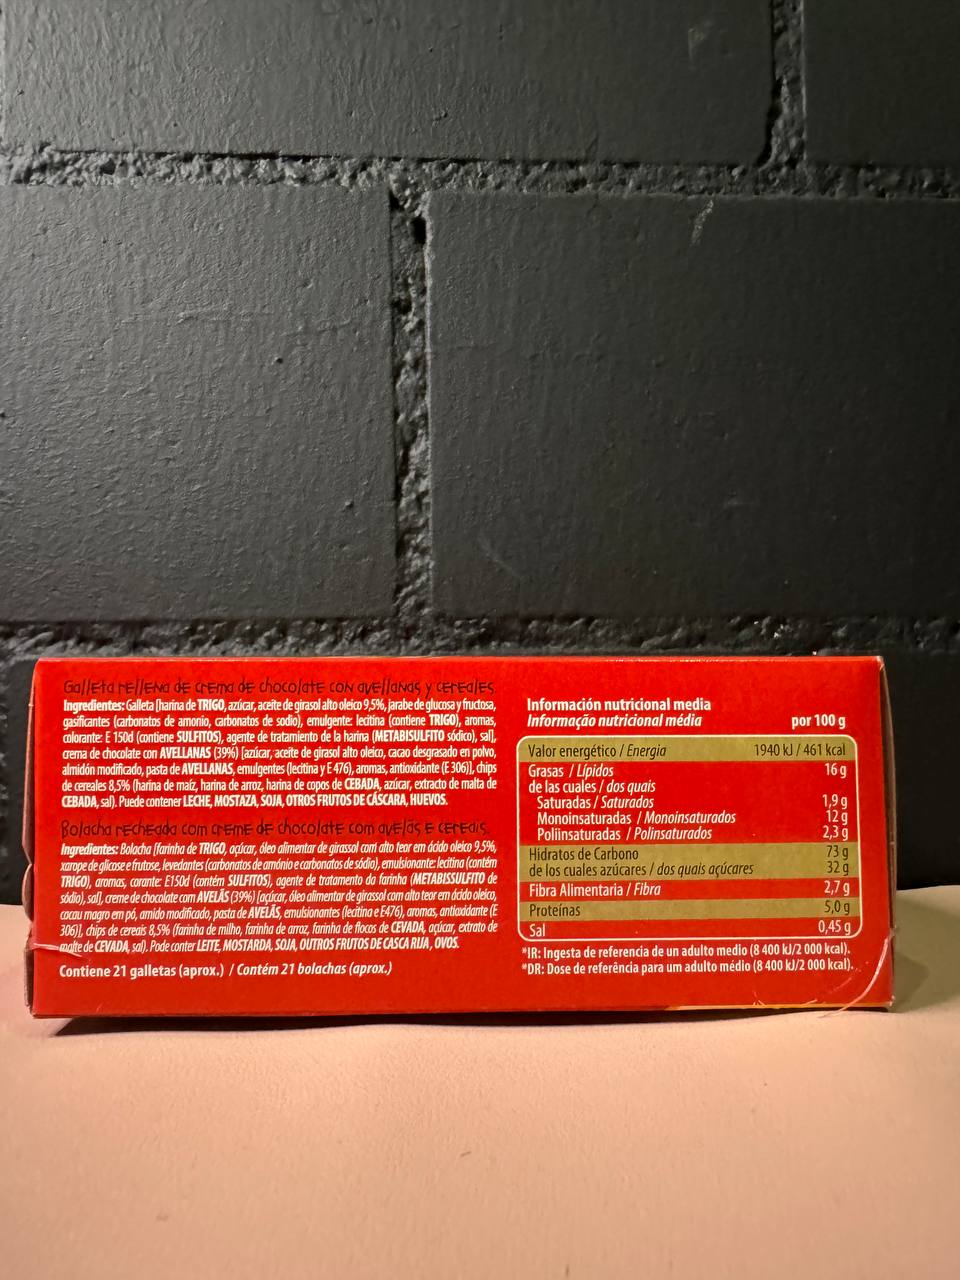 Galleta rellena de crema de chocolate con avellanas y cereales.
Ingredientes: Galleta [harina de TRIGO, azúcar, aceite de girasol alto oleico 9,5%, jarabe de glucosa y fructosa,
gasificantes (carbonatos de amonio, carbonatos de sodio), emulgente: lecitina (contiene TRIGO), aromas,
colorante: E 150d (contiene SULFITOS), agente de tratamiento de la harina (METABISULFITO sódico), sal],
crema de chocolate con AVELLANAS (39%) [azúcar, aceite de girasol alto oleico, cacao desgrasado en polvo,
almidón modificado, pasta de AVELLANAS, emulgentes (lecitina y E 476), aromas, antioxidante (E 306)], chips
de cereales 8,5% (harina de maíz, harina de arroz, harina de copos de CEBADA, azúcar, extracto de malta de
CEBADA, sal). Puede contener LECHE, MOSTAZA, SOJA, OTROS FRUTOS DE CÁSCARA, HUEVOS.
Bolacha recheada com creme de chocolate com avelãs e cereais.
Ingredientes: Bolacha [farinha de TRIGO, açúcar, óleo alimentar de girassol com alto teor em ácido oleico 9,5%,
xarope de glicose e frutose, levedantes (carbonatos de amónio e carbonatos de sódio), emulsionante: lecitina (contém
TRIGO), aromas, corante: E150d (contém SULFITOS), agente de tratamento da farinha (METABISSULFITO de
sódio), sal], creme de chocolate com AVELÃS (39%) [açúcar, óleo alimentar de girassol com alto teor em ácido oleico,
cacau magro em pó, amido modificado, pasta de AVELÃS, emulsionantes (lecitina e E476), aromas, antioxidante (E
306)], chips de cereais 8,5% (farinha de milho, farinha de arroz, farinha de flocos de CEVADA, açúcar, extrato de
malte de CEVADA, sal). Pode conter LEITE, MOSTARDA, SOJA, OUTROS FRUTOS DE CASCA RIJA, OVOS.
Contiene 21 galletas (aprox.) / Contém 21 bolachas (aprox.)
Información nutricional media
Informação nutricional média por 100 g
Valor energético / Energia 1940 kJ / 461 kcal
Grasas / Lípidos 16 g
de las cuales / dos quais
Saturadas / Saturados 1,9 g
Monoinsaturadas / Monoinsaturados 12 g
Poliinsaturadas / Polinsaturados 2,3 g
Hidratos de Carbono 73 g
de los cuales azúcares / dos quais açúcares 32 g
Fibra Alimentaria / Fibra 2,7 g
Proteínas 5,0 g
Sal 0,45 g
*IR: Ingesta de referencia de un adulto medio (8 400 kJ/2 000 kcal).
*DR: Dose de referência para um adulto médio (8 400 kJ/2 000 kcal).